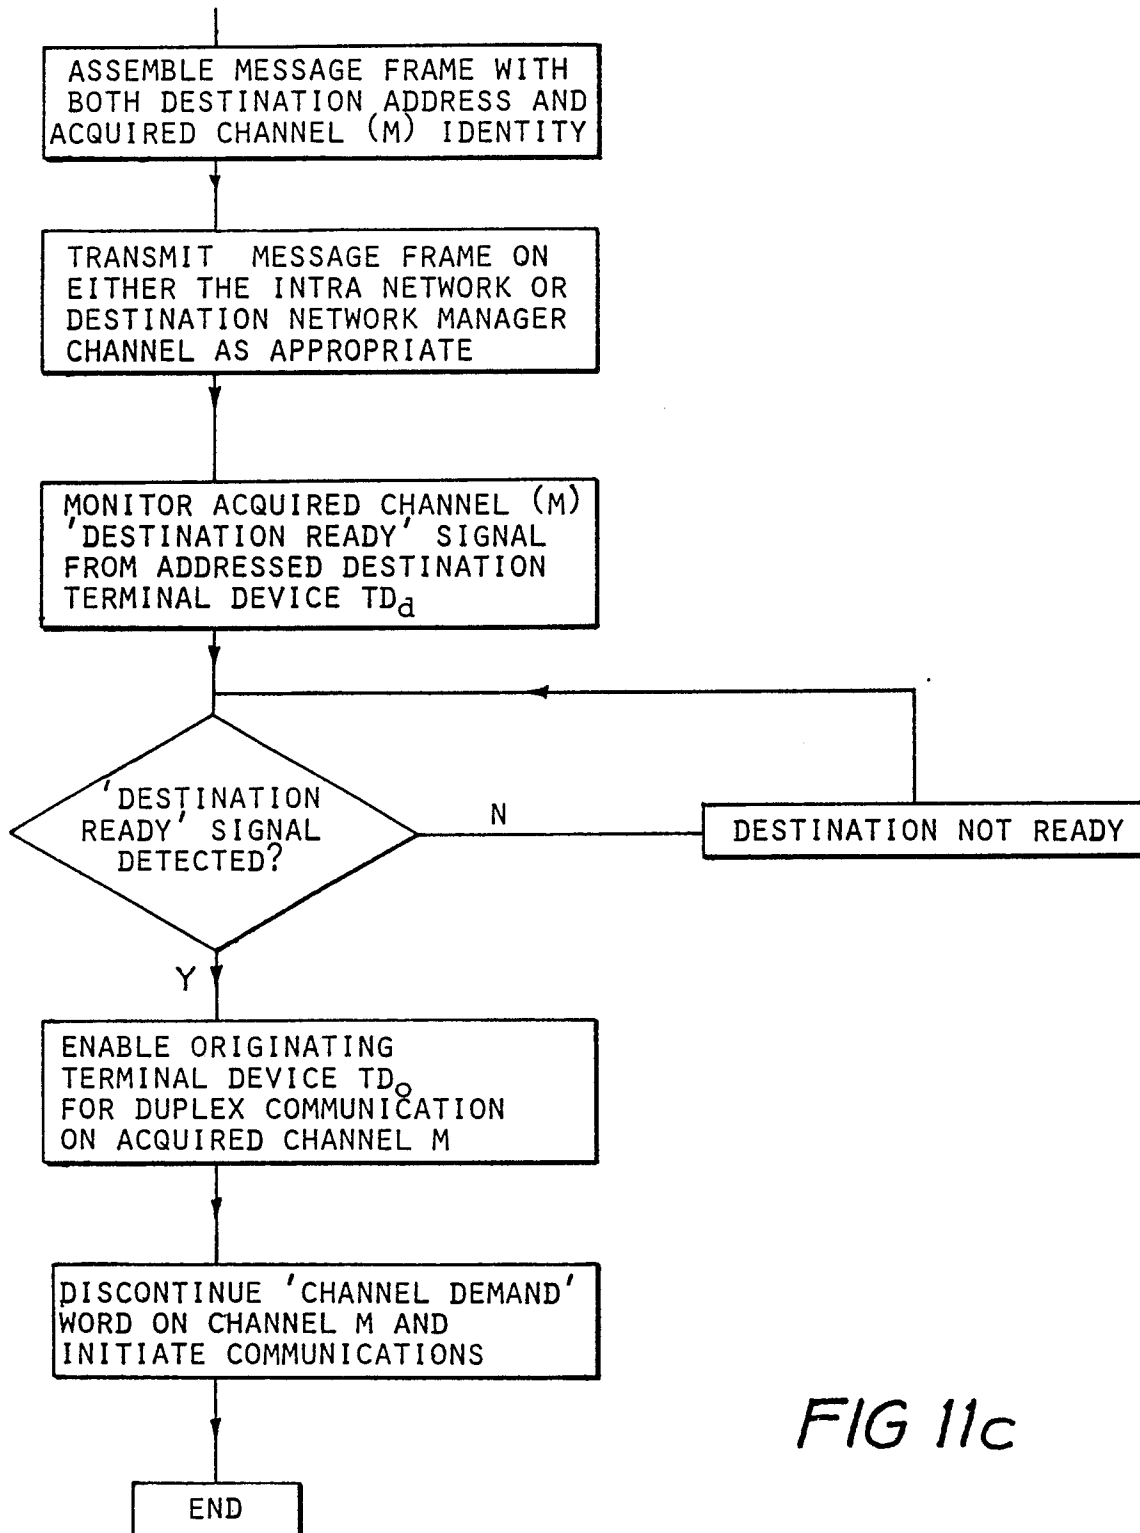 ASSEMBLE MESSAGE FRAME WITH
BOTH DESTINATION ADDRESS AND
ACQUIRED CHANNEL (M) IDENTITY
TRANSMIT MESSAGE FRAME ON
EITHER THE INTRA NETWORK OR
DESTINATION NETWORK MANAGER
CHANNEL AS APPROPRIATE
MONITOR ACQUIRED CHANNEL (M)
'DESTINATION READY' SIGNAL
FROM ADDRESSED DESTINATION
TERMINAL DEVICE TDd
'DESTINATION
READY' SIGNAL
DETECTED?
N
DESTINATION NOT READY
Y
ENABLE ORIGINATING
TERMINAL DEVICE TDo
FOR DUPLEX COMMUNICATION
ON ACQUIRED CHANNEL M
DISCONTINUE 'CHANNEL DEMAND'
WORD ON CHANNEL M AND
INITIATE COMMUNICATIONS
END
FIG 11c